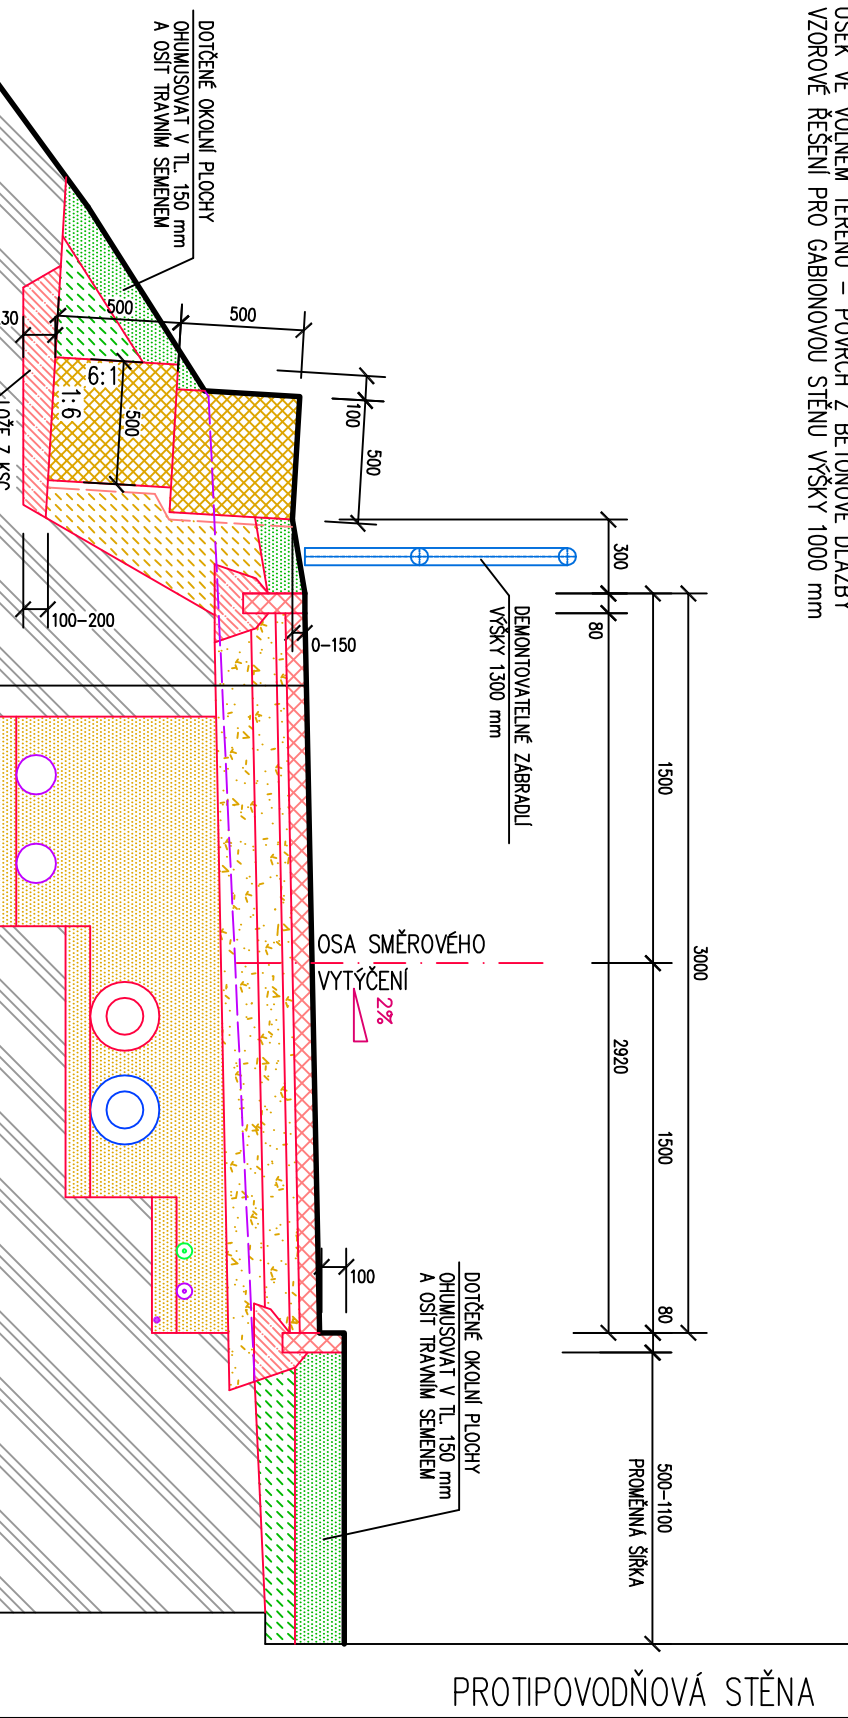 ÚSEK VE VOLNÉM TERÉNU - POVRCH Z BETONOVÉ DLAŽBY
VZOROVÉ ŘEŠENÍ PRO GABIONOVOU STĚNU VÝŠKY 1000 mm
DOTČENÉ OKOLNÍ PLOCHY
OHUMUSOVAT V TL. 150 mm
A OSÍT TRAVNÍM SEMENEM
500
500
100
500
30
6:1
1:6
500
LOŽE Z KSC
100-200
300
80
0-150
DEMONTOVATELNÉ ZÁBRADLÍ
VÝŠKY 1300 mm
1500
3000
2920
1500
80
OSA SMĚROVÉHO
VYTÝČENÍ
2%
100
DOTČENÉ OKOLNÍ PLOCHY
OHUMUSOVAT V TL. 150 mm
A OSÍT TRAVNÍM SEMENEM
500-1100
PROMĚNNÁ ŠÍŘKA
PROTIPOVODŇOVÁ STĚNA